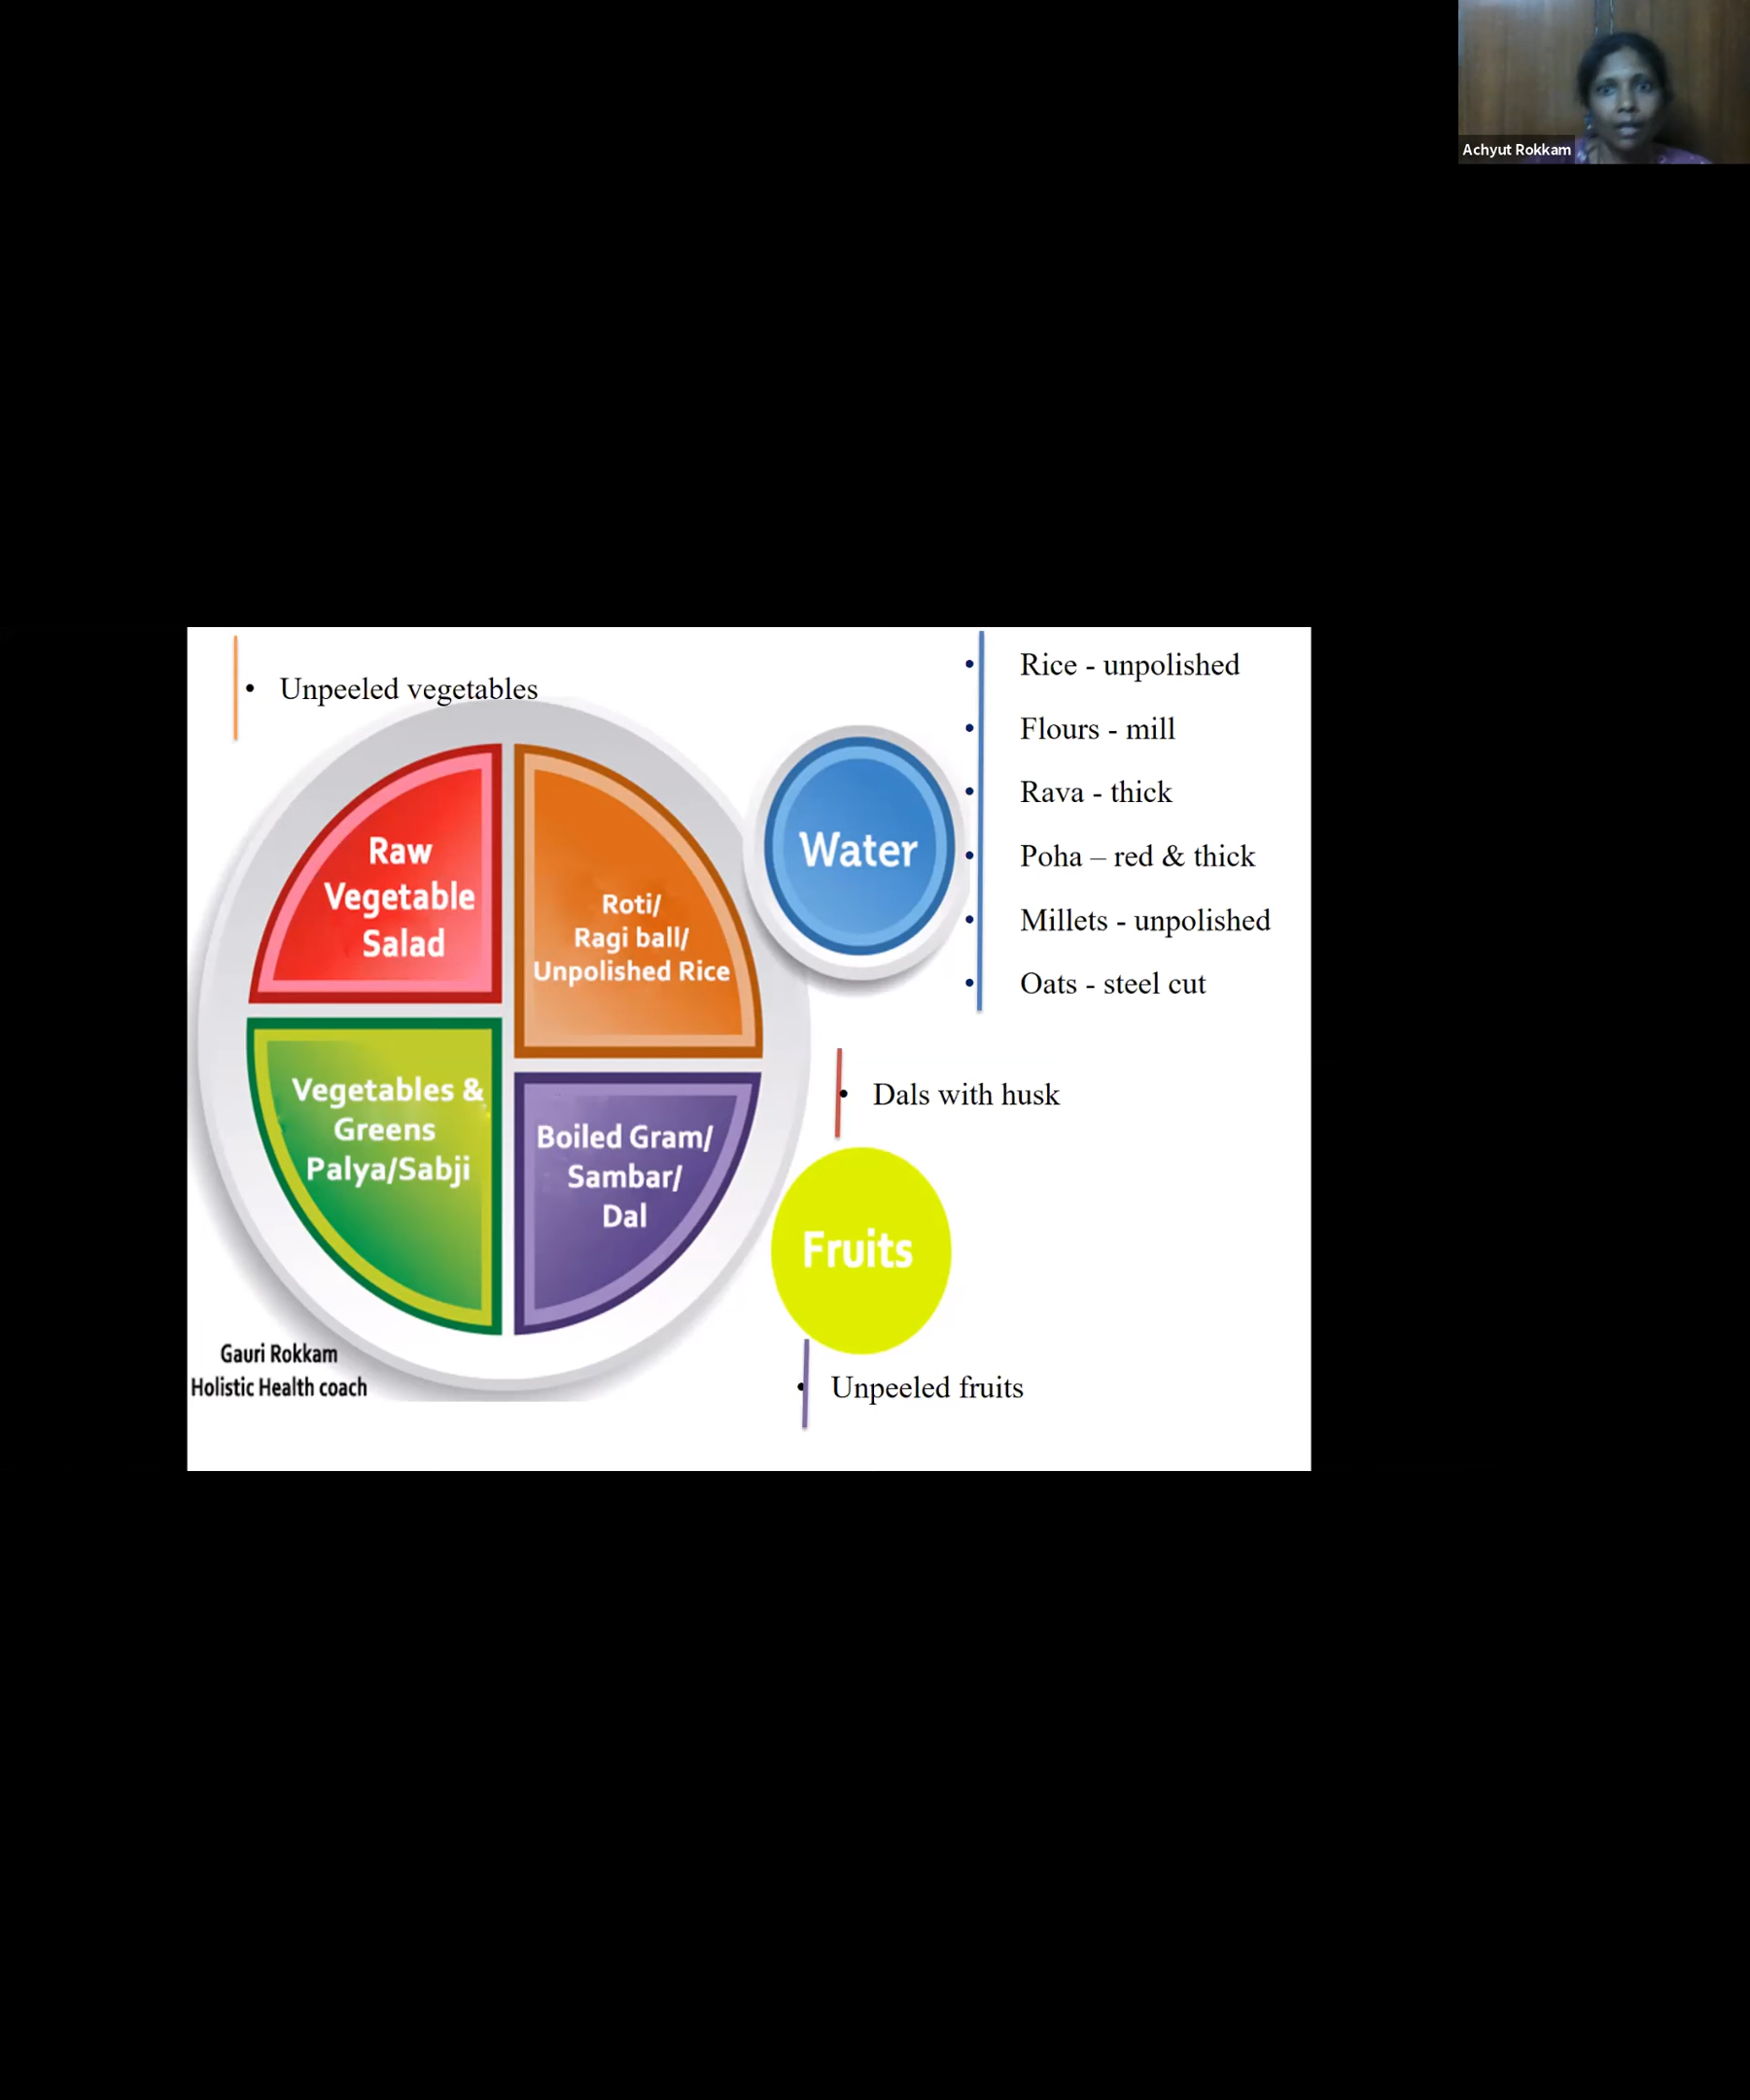 Achyut Rokkam
• Unpeeled vegetables
Raw
Vegetable
Salad
Roti/
Ragi ball/
Unpolished Rice
Vegetables &
Greens
Palya/Sabji
Boiled Gram/
Sambar/
Dal
Water
• Rice - unpolished
• Flours - mill
• Rava - thick
• Poha – red & thick
• Millets - unpolished
• Oats - steel cut
• Dals with husk
Fruits
• Unpeeled fruits
Gauri Rokkam
Holistic Health coach